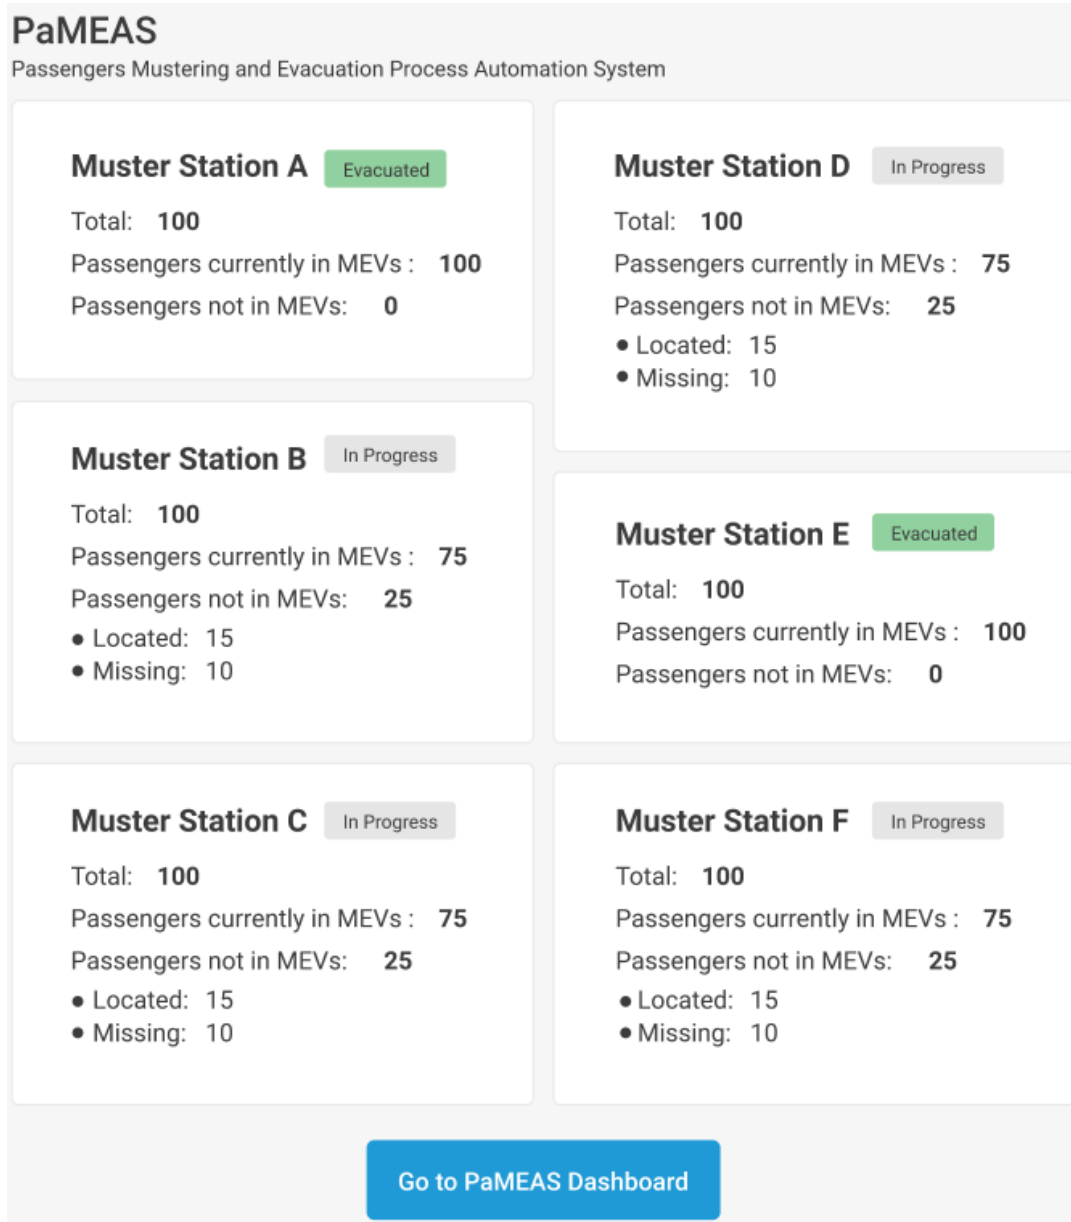 PaMEAS
Passengers Mustering and Evacuation Process Automation System
Muster Station A Evacuated
Total: 100
Passengers currently in MEVs : 100
Passengers not in MEVs: 0
Muster Station B In Progress
Total: 100
Passengers currently in MEVs : 75
Passengers not in MEVs: 25
• Located: 15
• Missing: 10
Muster Station C In Progress
Total: 100
Passengers currently in MEVs : 75
Passengers not in MEVs: 25
• Located: 15
• Missing: 10
Muster Station D In Progress
Total: 100
Passengers currently in MEVs : 75
Passengers not in MEVs: 25
• Located: 15
• Missing: 10
Muster Station E Evacuated
Total: 100
Passengers currently in MEVs : 100
Passengers not in MEVs: 0
Muster Station F In Progress
Total: 100
Passengers currently in MEVs : 75
Passengers not in MEVs: 25
• Located: 15
• Missing: 10
Go to PaMEAS Dashboard